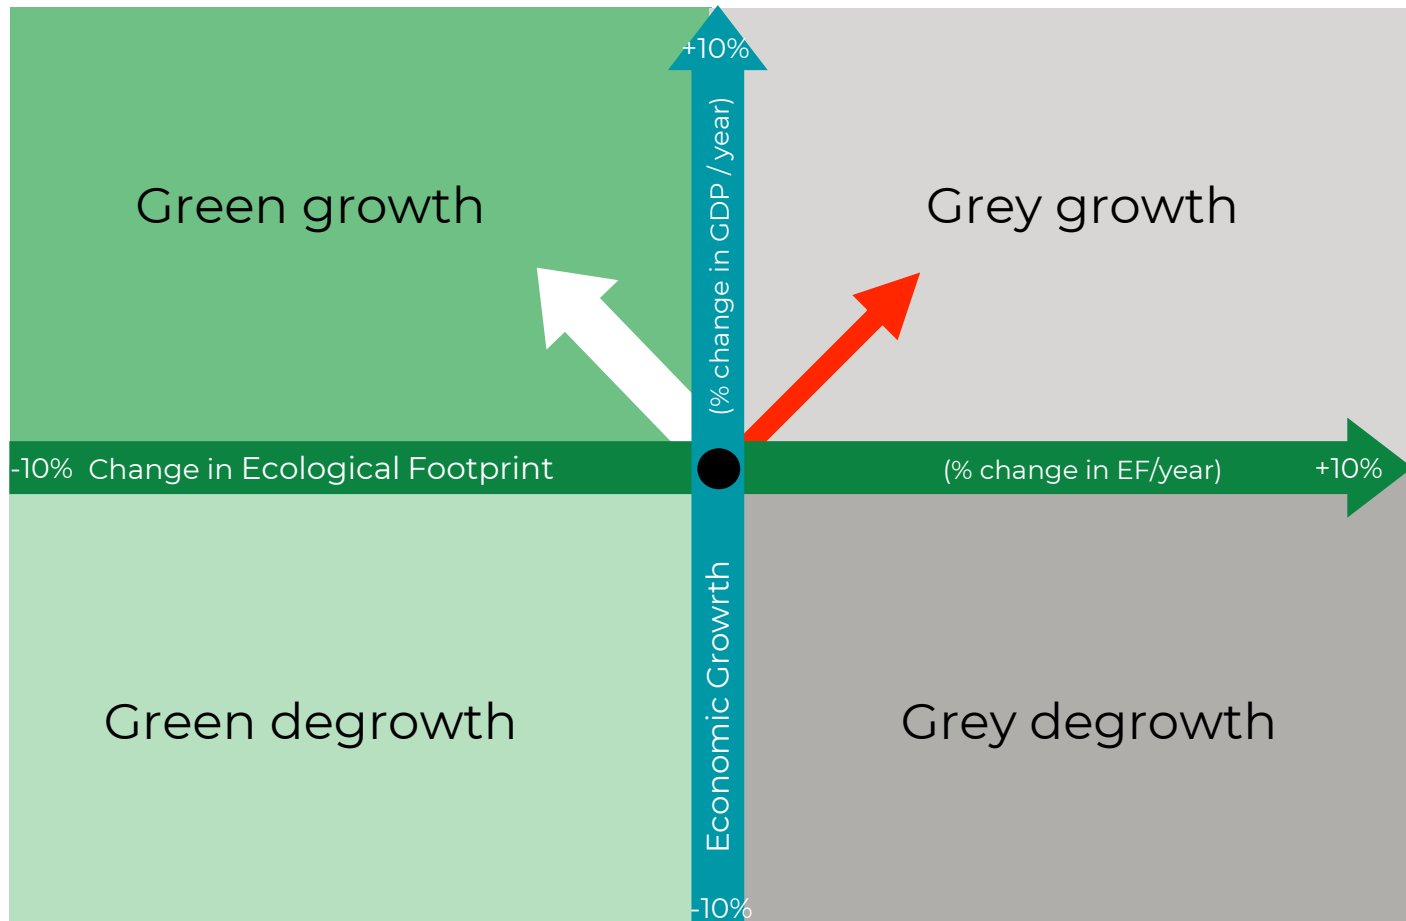 +10%
(% change in GDP / year)
Green growth
Grey growth
-10% Change in Ecological Footprint
(% change in EF/year)
+10%
Economic Growrth
Green degrowth
Grey degrowth
-10%